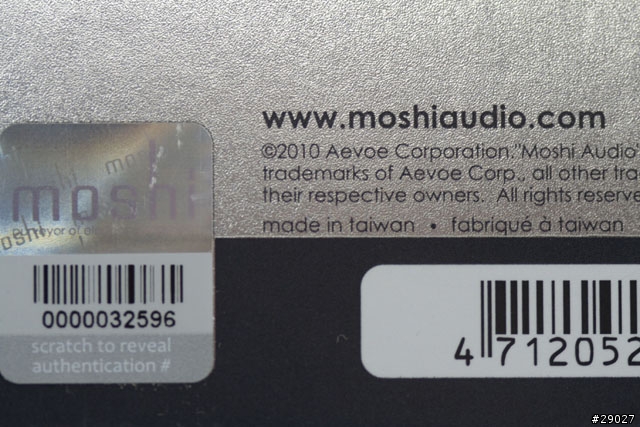 www.moshiaudio.com
©2010 Aevoe Corporation."Moshi Audio"
trademarks of Aevoe Corp., all other
their respective owners. All rights
made in taiwan • fabriqué à taiwan
moshi
moshi
0000032596
scratch to reveal
authentication #
4 712052
#29027